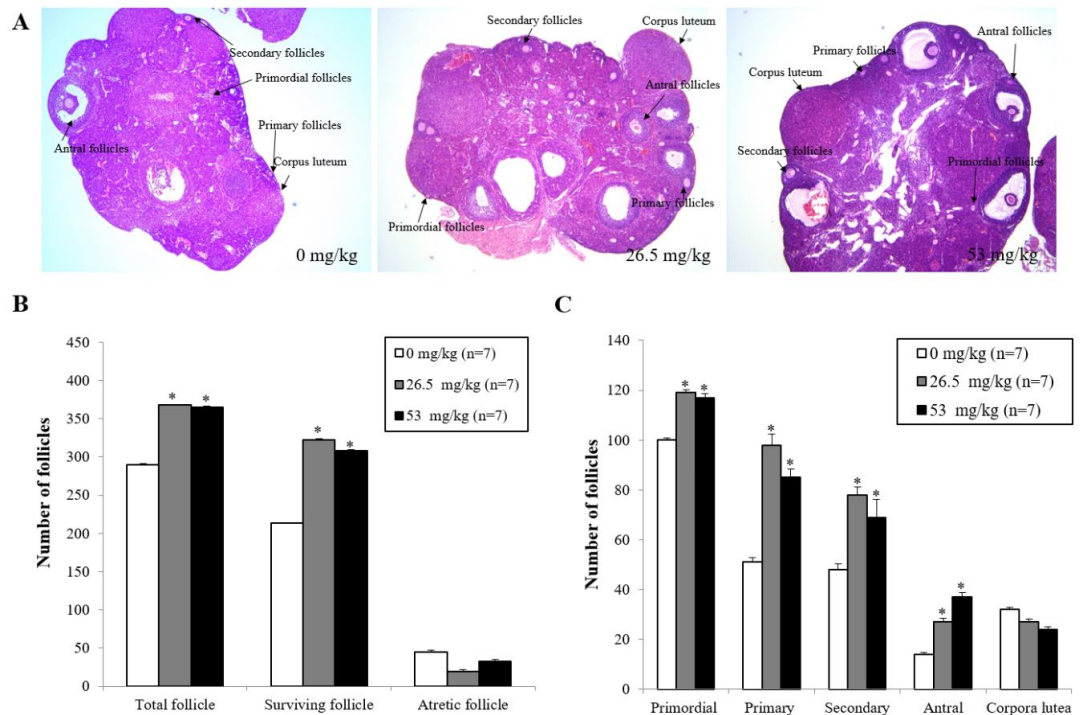 A
Secondary follicles
Primordial follicles
Antral follicles
Primary follicles
Corpus luteum
0 mg/kg
Secondary follicles
Corpus luteum
Antral follicles
Primary follicles
Primordial follicles
26.5 mg/kg
Antral follicles
Primary follicles
Corpus luteum
Secondary follicles
Primordial follicles
53 mg/kg
B
Number of follicles
450
400
350
300
250
200
150
100
50
0
0 mg/kg (n=7)
26.5 mg/kg (n=7)
53 mg/kg (n=7)
* *
* *
Total follicle Surviving follicle Atretic follicle
C
Number of follicles
140
120
100
80
60
40
20
0
0 mg/kg (n=7)
26.5 mg/kg (n=7)
53 mg/kg (n=7)
* *
* *
* *
* *
Primordial Primary Secondary Antral Corpora lutea